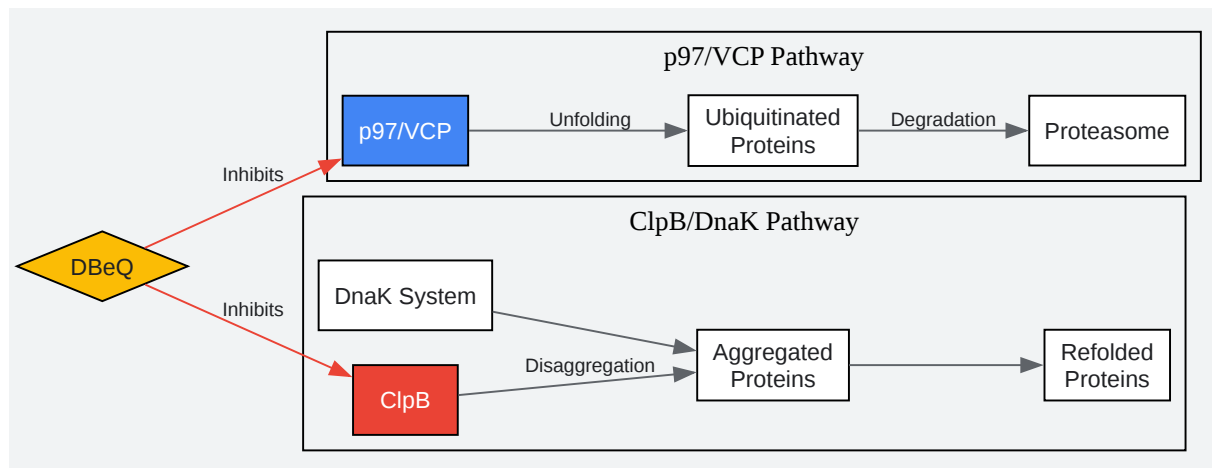 p97/VCP Pathway
p97/VCP
Unfolding
Ubiquitinated
Proteins
Degradation
Proteasome
Inhibits
DBeQ
Inhibits
ClpB/DnaK Pathway
DnaK System
ClpB
Disaggregation
Aggregated
Proteins
Refolded
Proteins